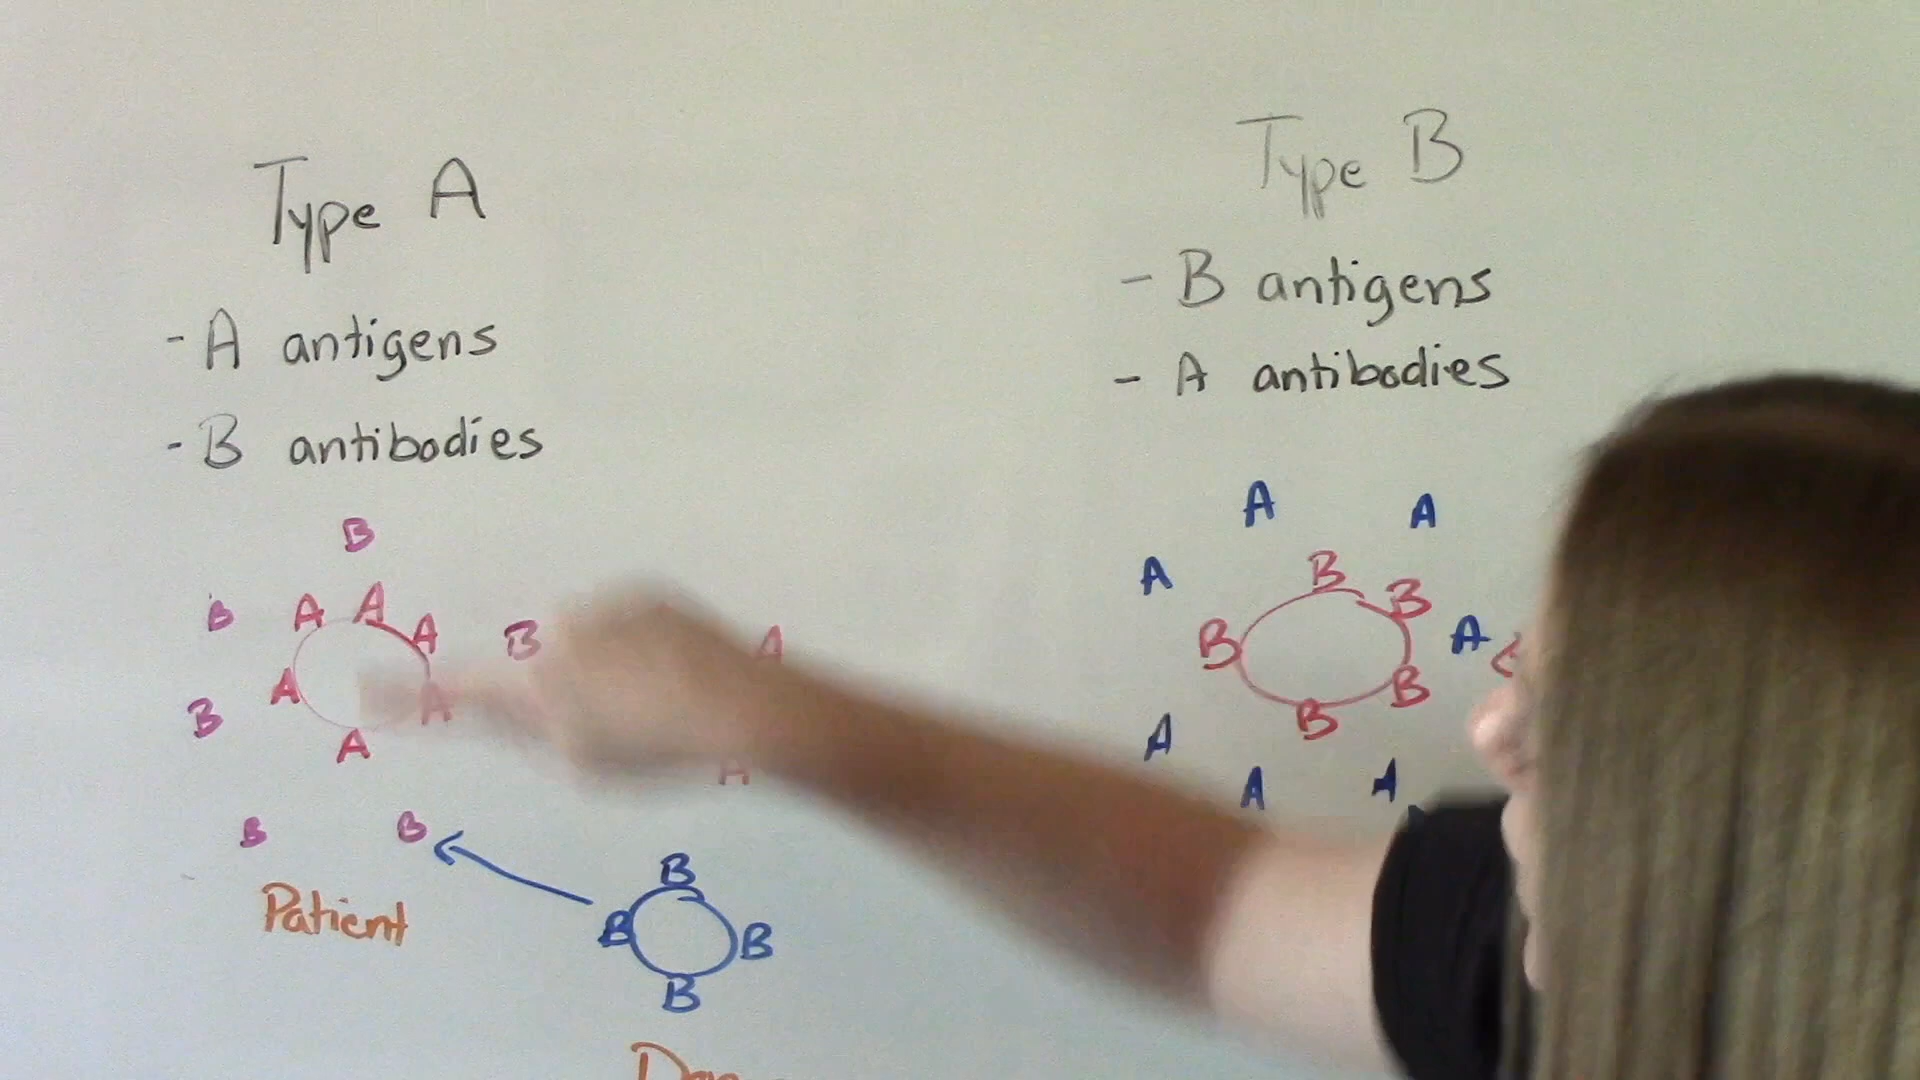 Type A
- A antigens
- B antibodies
B
B A A A B
B A A
A
B B
Patient
A
A
B
B B
B
Type B
- B antigens
- A antibodies
A A
A B B
B A
B B
A
A A